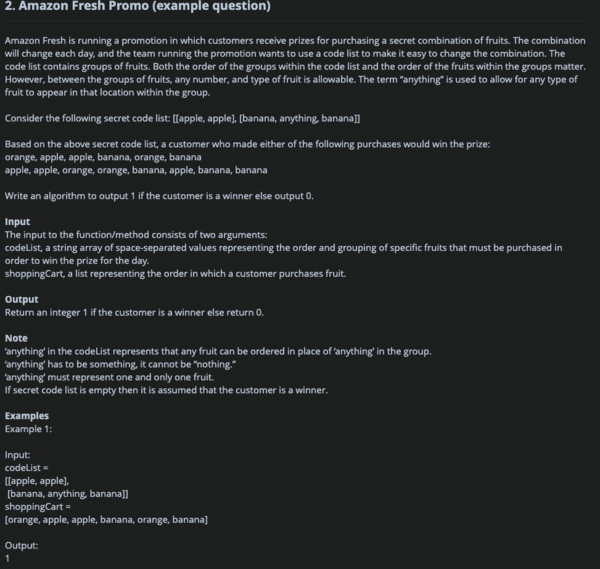 2. Amazon Fresh Promo (example question)
Amazon Fresh is running a promotion in which customers receive prizes for purchasing a secret combination of fruits. The combination
will change each day, and the team running the promotion wants to use a code list to make it easy to change the combination. The
code list contains groups of fruits. Both the order of the groups within the code list and the order of the fruits within the groups matter.
However, between the groups of fruits, any number, and type of fruit is allowable. The term “anything” is used to allow for any type of
fruit to appear in that location within the group.
Consider the following secret code list: [[apple, apple], [banana, anything, banana]]
Based on the above secret code list, a customer who made either of the following purchases would win the prize:
orange, apple, apple, banana, orange, banana
apple, apple, orange, orange, banana, apple, banana, banana
Write an algorithm to output 1 if the customer is a winner else output 0.
Input
The input to the function/method consists of two arguments:
codeList, a string array of space-separated values representing the order and grouping of specific fruits that must be purchased in
order to win the prize for the day.
shoppingCart, a list representing the order in which a customer purchases fruit.
Output
Return an integer 1 if the customer is a winner else return 0.
Note
‘anything’ in the codeList represents that any fruit can be ordered in place of ‘anything’ in the group.
‘anything’ has to be something, it cannot be “nothing.”
‘anything’ must represent one and only one fruit.
If secret code list is empty then it is assumed that the customer is a winner.
Examples
Example 1:
Input:
codeList =
[[apple, apple],
[banana, anything, banana]]
shoppingCart =
[orange, apple, apple, banana, orange, banana]
Output:
1